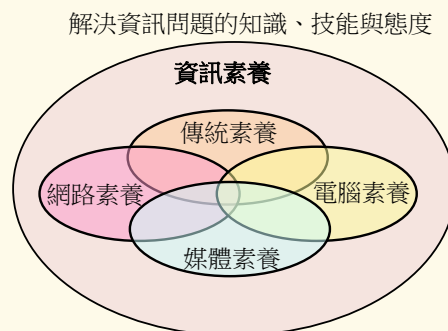 解決資訊問題的知識、技能與態度
資訊素養
傳統素養
網路素養
電腦素養
媒體素養